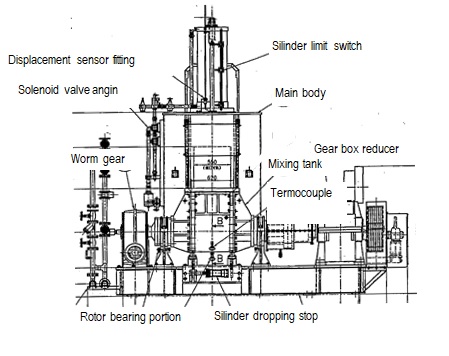 Silinder limit switch
Displacement sensor fitting
Solenoid valve angin
Main body
Gear box reducer
Worm gear
Mixing tank
Termocouple
B
B
Rotor bearing portion
Silinder dropping stop